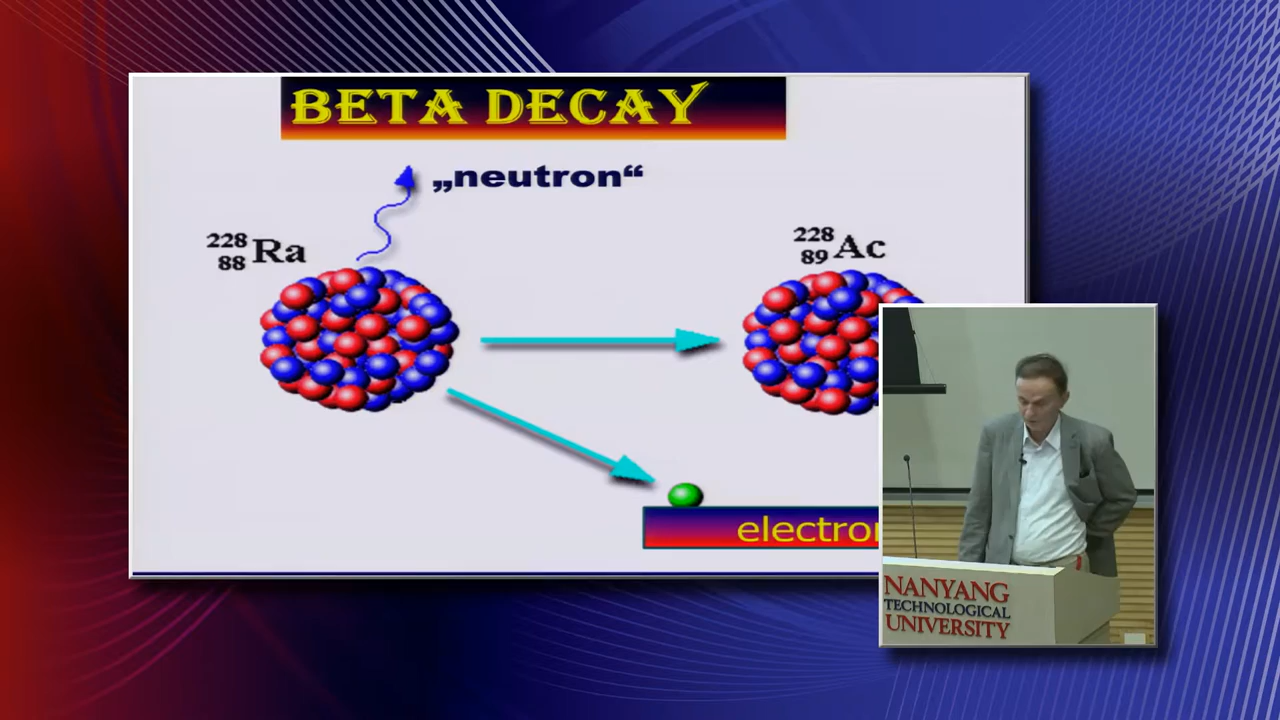 BETA DECAY
„neutron“
228
88 Ra
228
89 Ac
electron
NANYANG
TECHNOLOGICAL
UNIVERSITY